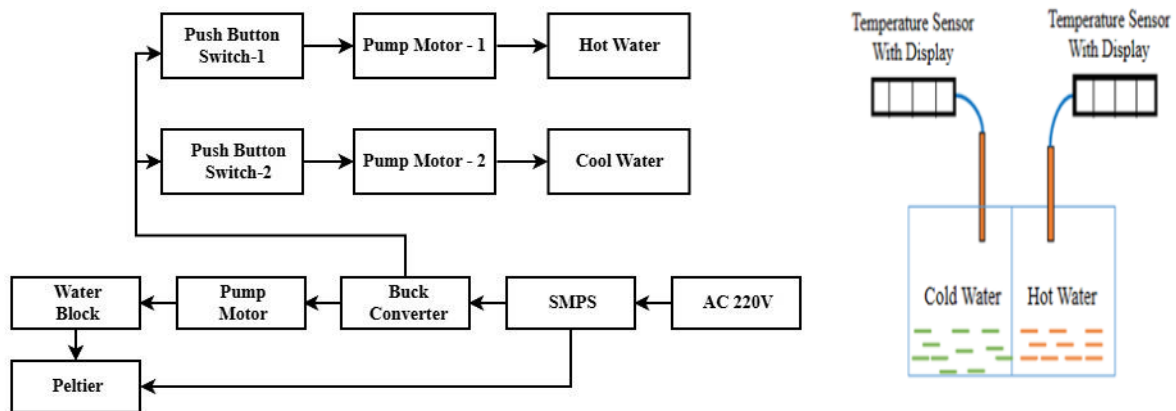 Push Button
Switch-1
Pump Motor - 1
Hot Water
Push Button
Switch-2
Pump Motor - 2
Cool Water
Water
Block
Pump
Motor
Buck
Converter
SMPS
AC 220V
Peltier
Temperature Sensor
With Display
Temperature Sensor
With Display
Cold Water
Hot Water